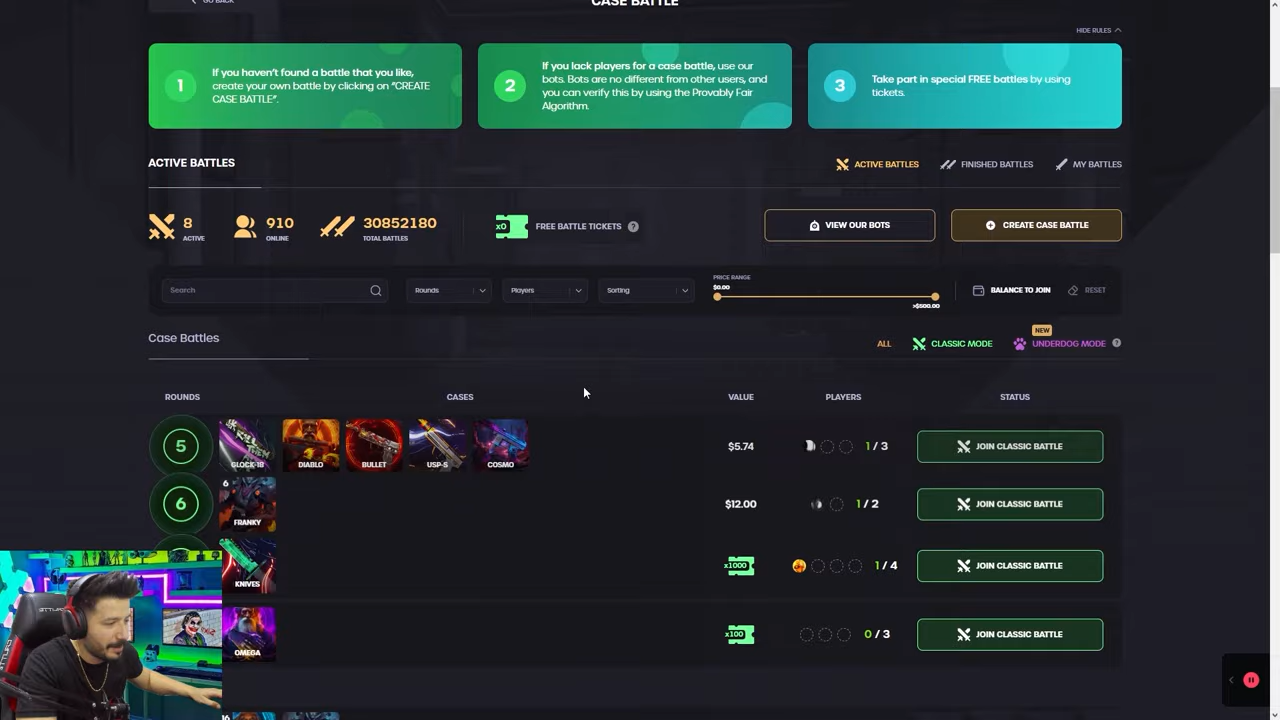 GO BACK
CASE BATTLE
HIDE RULES
1
If you haven't found a battle that you like,
create your own battle by clicking on "CREATE
CASE BATTLE".
2
If you lack players for a case battle, use our
bots. Bots are no different from other users, and
you can verify this by using the Provably Fair
Algorithm.
3
Take part in special FREE battles by using
tickets.
ACTIVE BATTLES
ACTIVE BATTLES
FINISHED BATTLES
MY BATTLES
8
ACTIVE
910
ONLINE
30852180
TOTAL BATTLES
x0
FREE BATTLE TICKETS ?
VIEW OUR BOTS
CREATE CASE BATTLE
Search
Rounds
Players
Sorting
PRICE RANGE
$0.00
>$500.00
BALANCE TO JOIN
RESET
Case Battles
ALL
CLASSIC MODE
NEW
UNDERDOG MODE ?
ROUNDS
CASES
VALUE
PLAYERS
STATUS
5
GLOCK-18
DIABLO
BULLET
USP-S
COSMO
$5.74
1 / 3
JOIN CLASSIC BATTLE
6
6
FRANKY
$12.00
1 / 2
JOIN CLASSIC BATTLE
KNIVES
x1000
1 / 4
JOIN CLASSIC BATTLE
OMEGA
x100
0 / 3
JOIN CLASSIC BATTLE
16